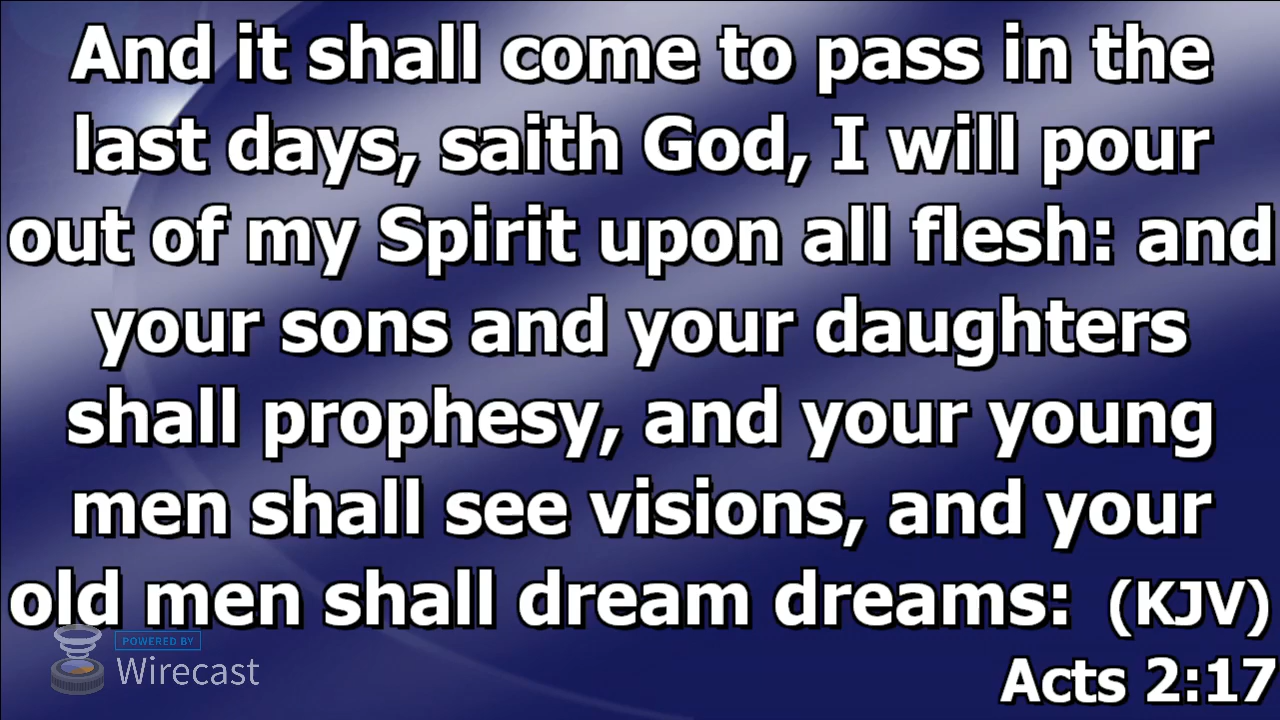 And it shall come to pass in the
last days, saith God, I will pour
out of my Spirit upon all flesh: and
your sons and your daughters
shall prophesy, and your young
men shall see visions, and your
old men shall dream dreams: (KJV)
POWERED BY
Wirecast
Acts 2:17